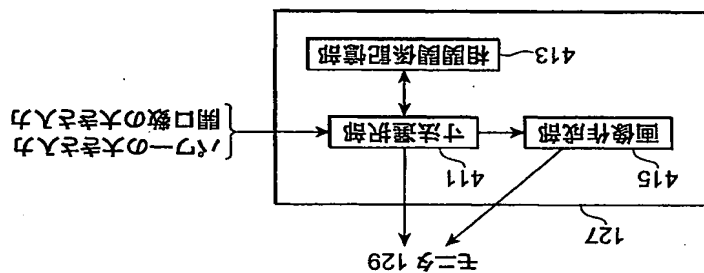 モニタ 129
127
415
411
画像作成部
寸法選択部
パワーの大きさ入力
開口数の大きさ入力
413
相関関係記憶部